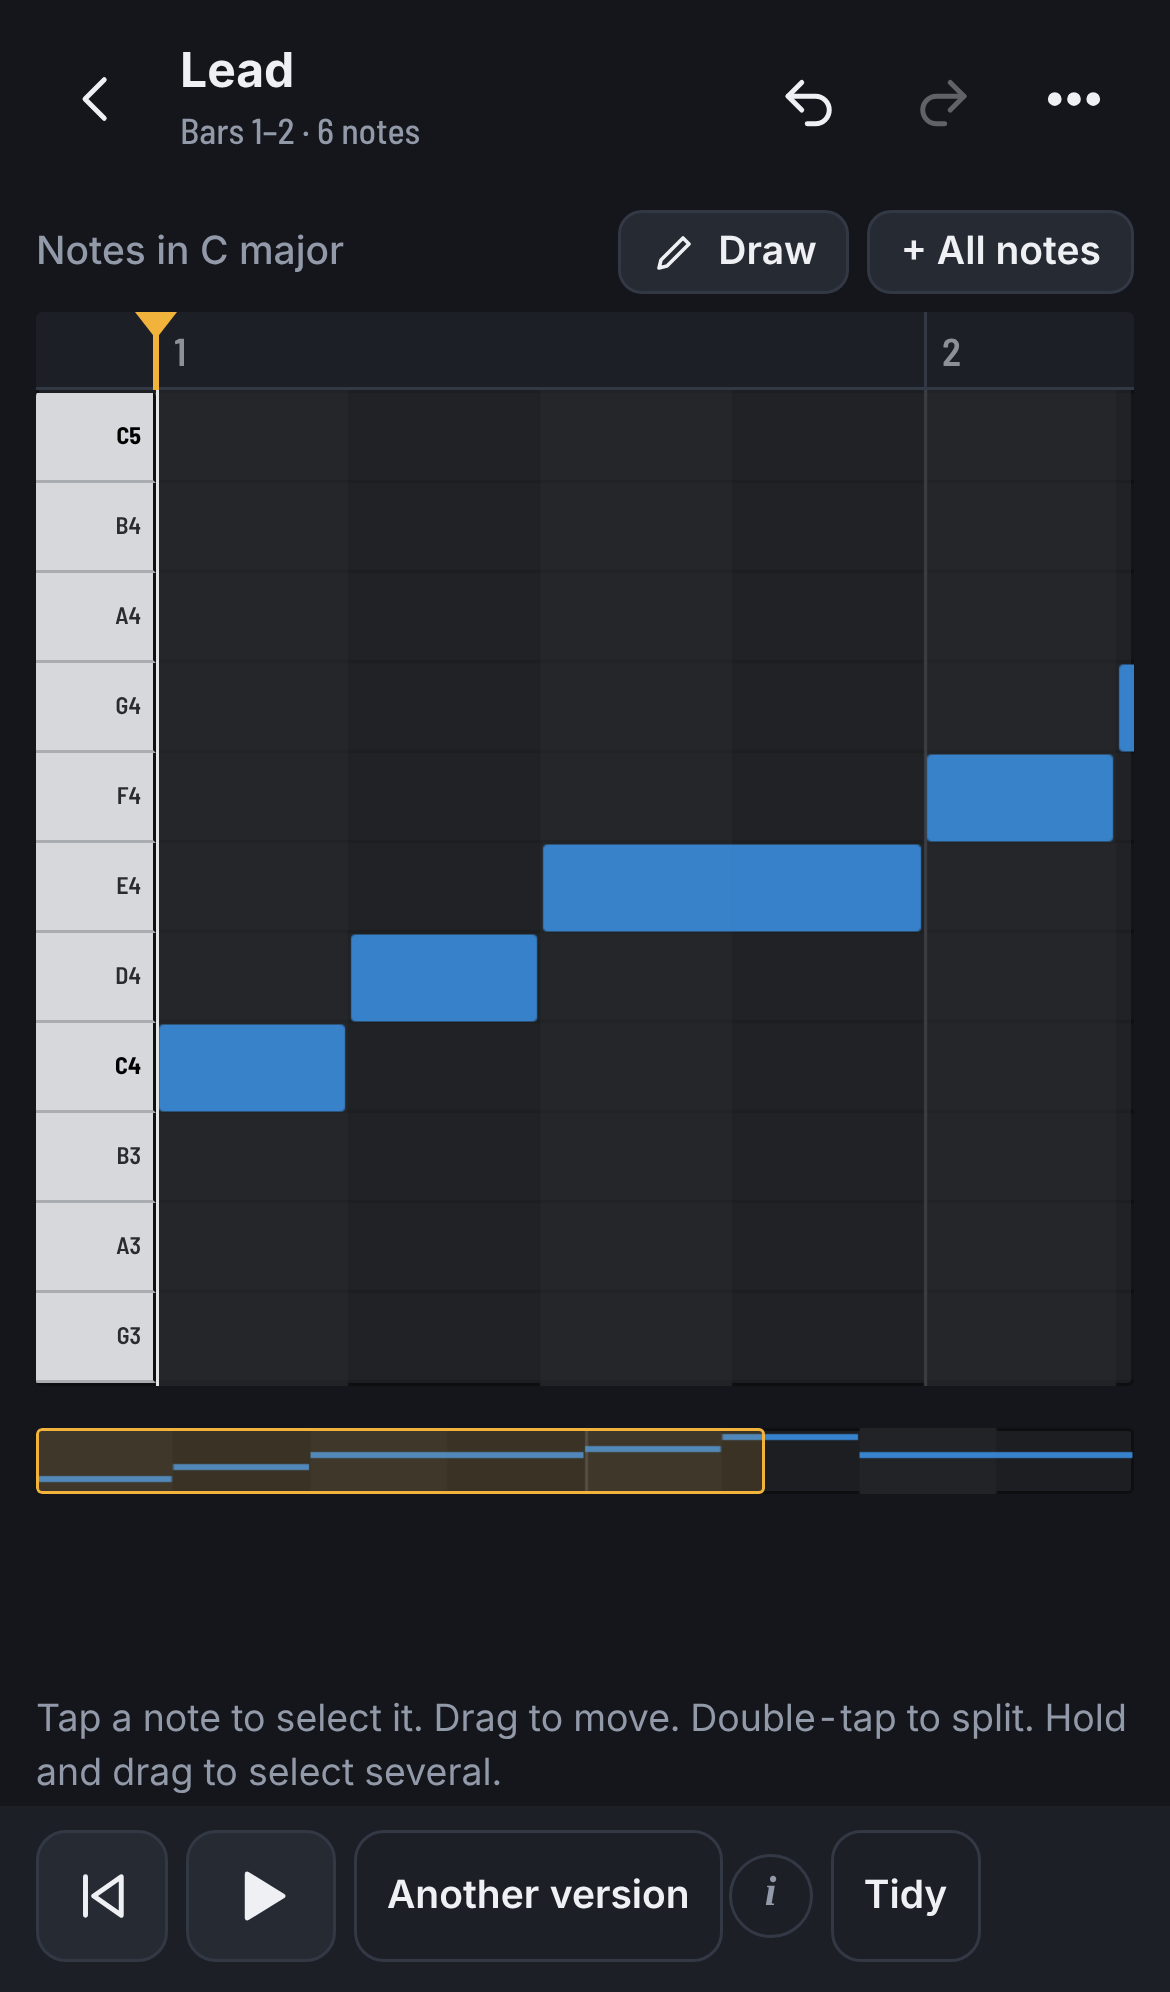 Lead
Bars 1–2 · 6 notes
Notes in C major
Draw
+ All notes
1
2
C5
B4
A4
G4
F4
E4
D4
C4
B3
A3
G3
Tap a note to select it. Drag to move. Double-tap to split. Hold
and drag to select several.
Another version
i
Tidy